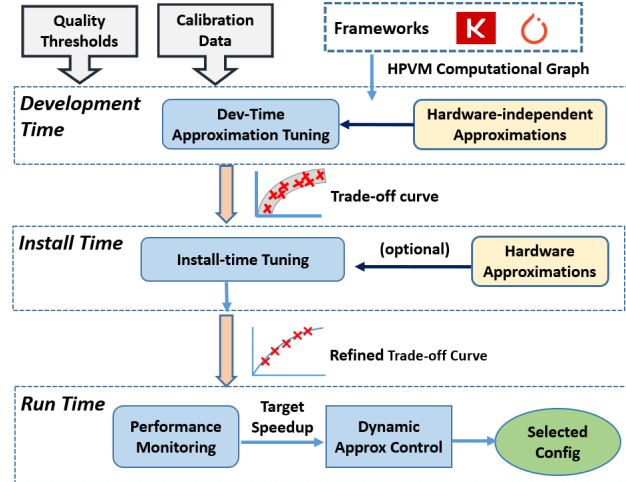 Quality
Thresholds
Calibration
Data
Frameworks
K
HPVM Computational Graph
Development
Time
Dev-Time
Approximation Tuning
Hardware-independent
Approximations
Trade-off curve
Install Time
Install-time Tuning
(optional)
Hardware
Approximations
Refined Trade-off Curve
Run Time
Performance
Monitoring
Target
Speedup
Dynamic
Approx Control
Selected
Config